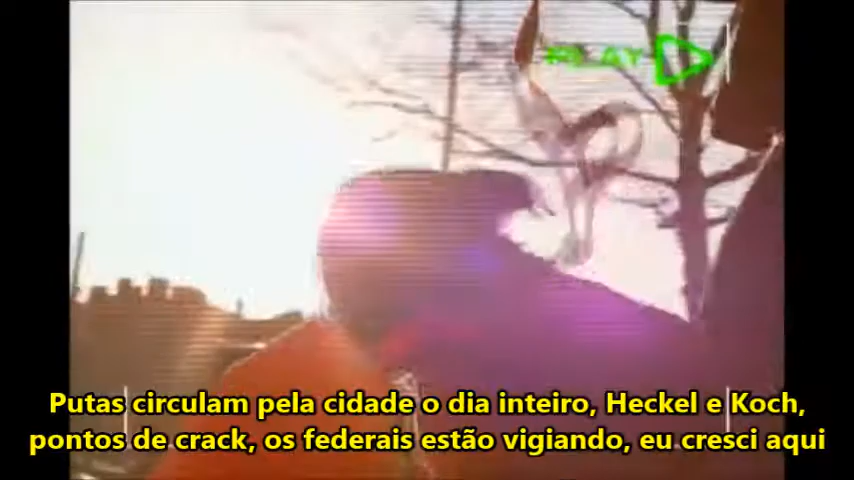 PLAY
Putas circulam pela cidade o dia inteiro, Heckel e Koch,
pontos de crack, os federais estão vigiando, eu cresci aqui